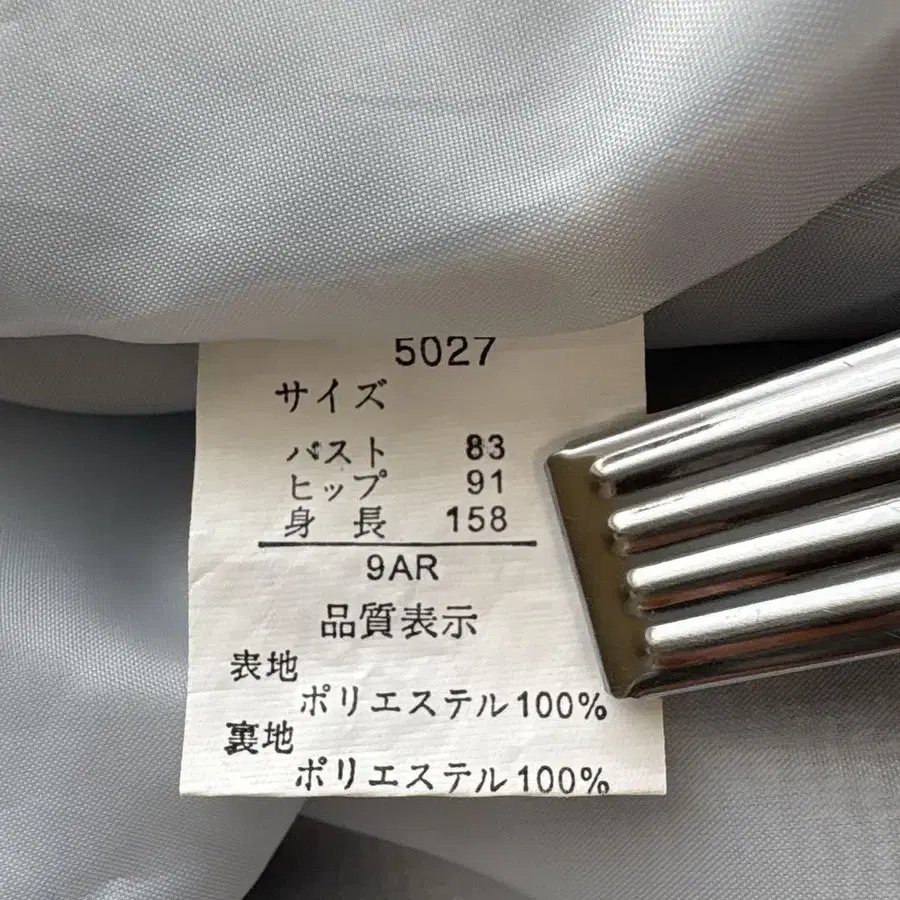 5027
サイズ
バスト 83
ヒップ 91
身 長 158
9AR
品質表示
表地
ポリエステル100%
裏地
ポリエステル100%